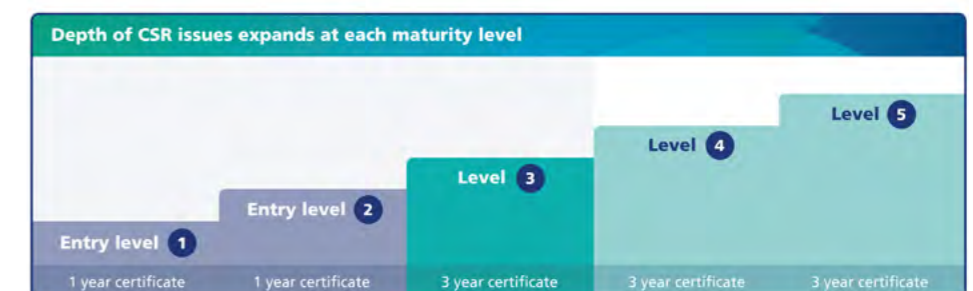 Depth of CSR issues expands at each maturity level
Entry level 1
Entry level 2
Level 3
Level 4
Level 5
1 year certificate
1 year certificate
3 year certificate
3 year certificate
3 year certificate